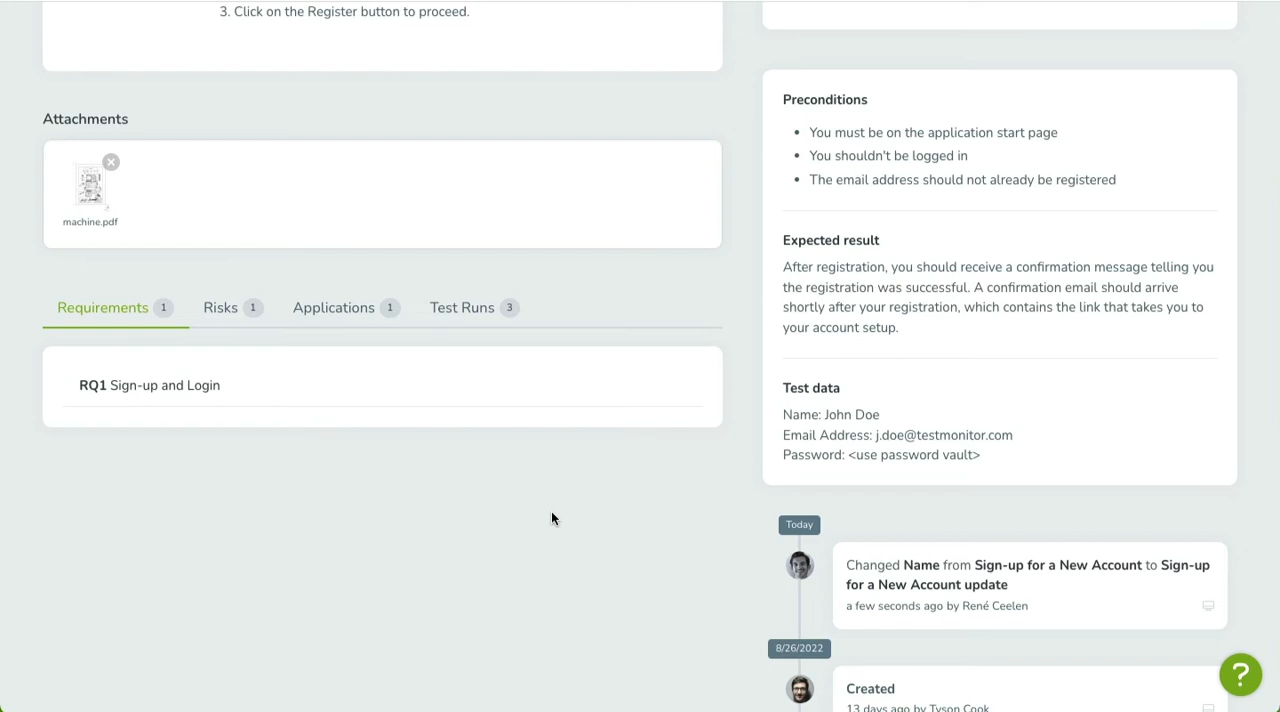 3. Click on the Register button to proceed.
Attachments
machine.pdf
Requirements 1
Risks 1
Applications 1
Test Runs 3
RQ1 Sign-up and Login
Preconditions
• You must be on the application start page
• You shouldn't be logged in
• The email address should not already be registered
Expected result
After registration, you should receive a confirmation message telling you
the registration was successful. A confirmation email should arrive
shortly after your registration, which contains the link that takes you to
your account setup.
Test data
Name: John Doe
Email Address: j.doe@testmonitor.com
Password: <use password vault>
Today
Changed Name from Sign-up for a New Account to Sign-up
for a New Account update
a few seconds ago by René Ceelen
8/26/2022
Created
13 days ago by Tyson Cook
?